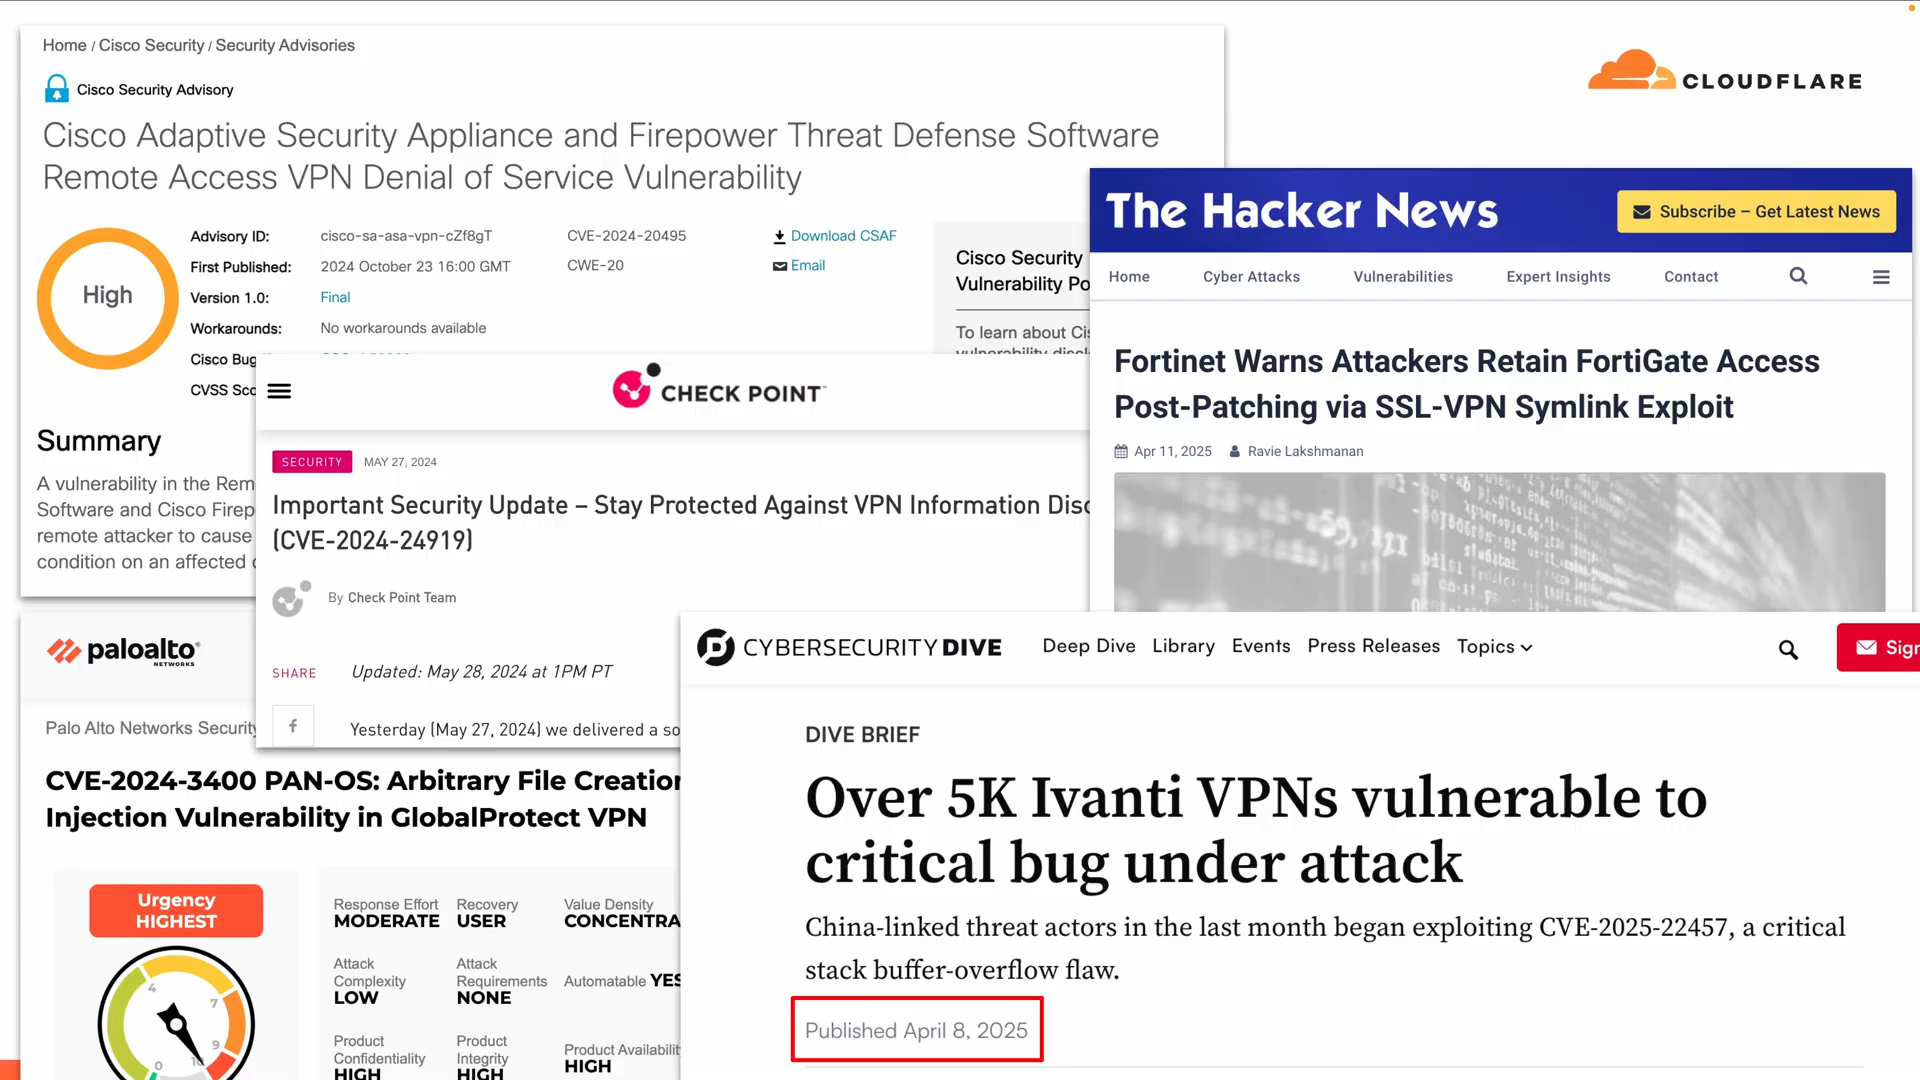 Home / Cisco Security / Security Advisories
Cisco Security Advisory
Cisco Adaptive Security Appliance and Firepower Threat Defense Software
Remote Access VPN Denial of Service Vulnerability
High
Advisory ID: cisco-sa-asa-vpn-cZf8gT CVE-2024-20495 Download CSAF
First Published: 2024 October 23 16:00 GMT CWE-20 Email
Version 1.0: Final
Workarounds: No workarounds available
Cisco Bug
CVSS Sco
Cisco Security
Vulnerability Po
To learn about Cis
vulnerability discl
Summary
A vulnerability in the Rem
Software and Cisco Firep
remote attacker to cause
condition on an affected
CLOUDFLARE
The Hacker News
Subscribe – Get Latest News
Home Cyber Attacks Vulnerabilities Expert Insights Contact
Fortinet Warns Attackers Retain FortiGate Access
Post-Patching via SSL-VPN Symlink Exploit
Apr 11, 2025 Ravie Lakshmanan
CHECK POINT
SECURITY MAY 27, 2024
Important Security Update – Stay Protected Against VPN Information Disc
(CVE-2024-24919)
By Check Point Team
SHARE
Updated: May 28, 2024 at 1PM PT
f
Yesterday (May 27, 2024) we delivered a so
paloalto®
NETWORKS
Palo Alto Networks Security
CVE-2024-3400 PAN-OS: Arbitrary File Creation
Injection Vulnerability in GlobalProtect VPN
Urgency
HIGHEST
4
7
9
10
0
Response Effort
MODERATE
Recovery
USER
Value Density
CONCENTRA
Attack
Complexity
LOW
Attack
Requirements
NONE
Automatable YES
Product
Confidentiality
HIGH
Product
Integrity
HIGH
Product Availabilit
HIGH
CYBERSECURITY DIVE
Deep Dive Library Events Press Releases Topics
Sign
DIVE BRIEF
Over 5K Ivanti VPNs vulnerable to
critical bug under attack
China-linked threat actors in the last month began exploiting CVE-2025-22457, a critical
stack buffer-overflow flaw.
Published April 8, 2025